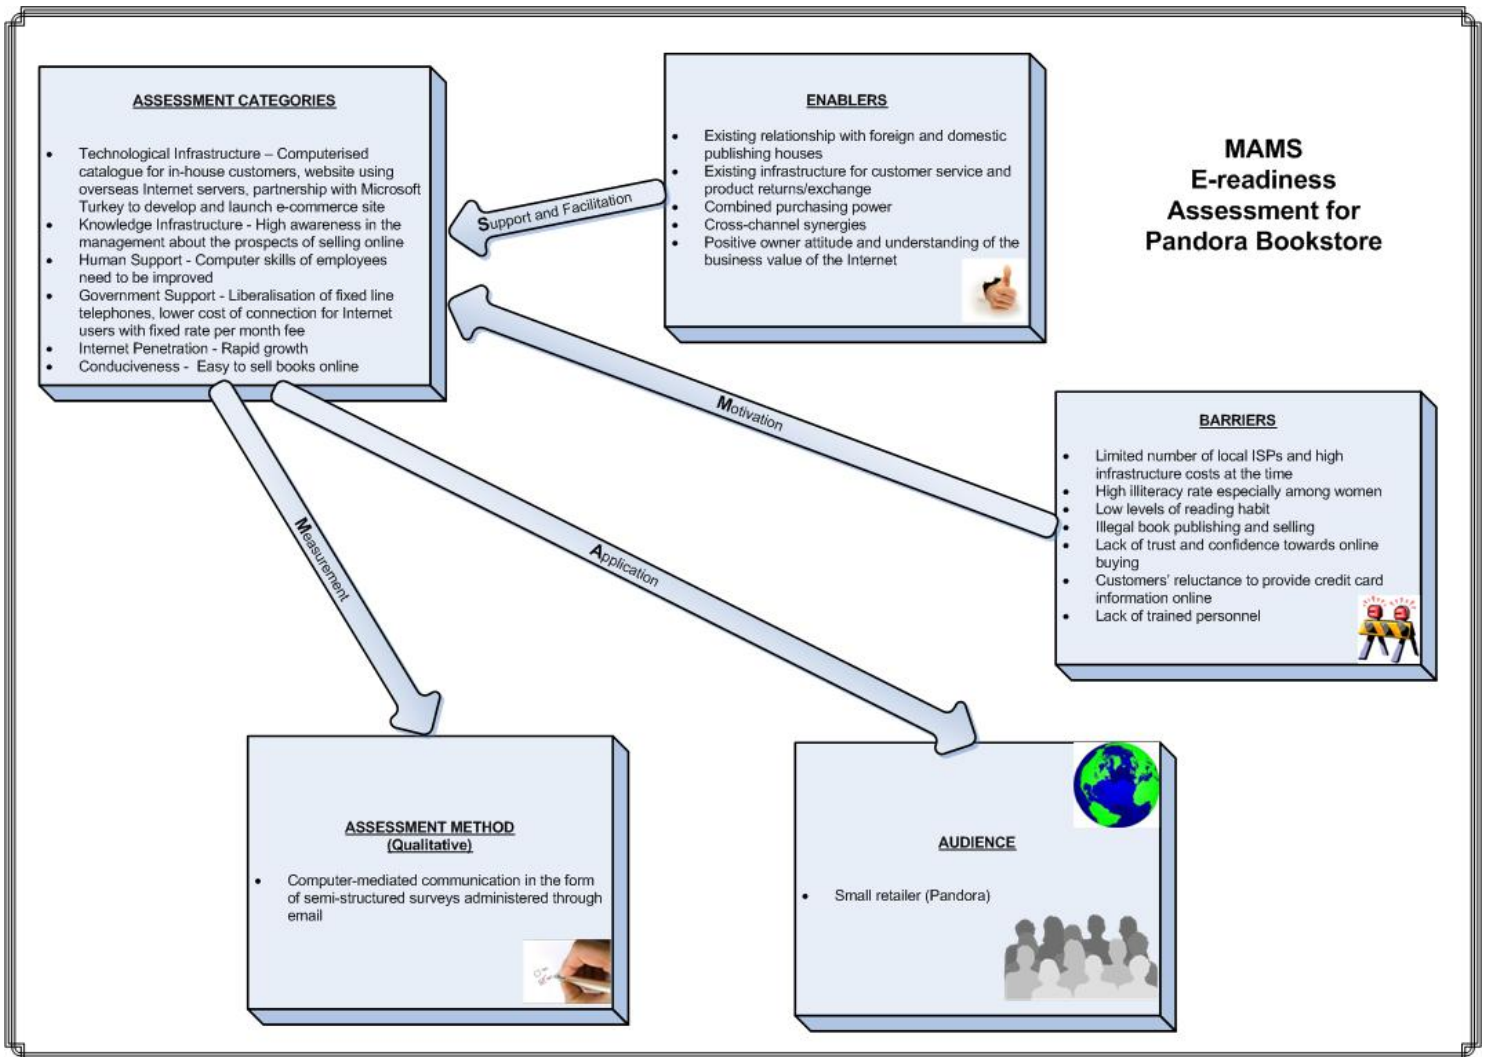 ASSESSMENT CATEGORIES
• Technological Infrastructure – Computerised
catalogue for in-house customers, website using
overseas Internet servers, partnership with Microsoft
Turkey to develop and launch e-commerce site
• Knowledge Infrastructure - High awareness in the
management about the prospects of selling online
• Human Support - Computer skills of employees
need to be improved
• Government Support - Liberalisation of fixed line
telephones, lower cost of connection for Internet
users with fixed rate per month fee
• Internet Penetration - Rapid growth
• Conduciveness - Easy to sell books online
Support and Facilitation
ENABLERS
• Existing relationship with foreign and domestic
publishing houses
• Existing infrastructure for customer service and
product returns/exchange
• Combined purchasing power
• Cross-channel synergies
• Positive owner attitude and understanding of the
business value of the Internet
MAMS
E-readiness
Assessment for
Pandora Bookstore
Motivation
BARRIERS
• Limited number of local ISPs and high
infrastructure costs at the time
• High illiteracy rate especially among women
• Low levels of reading habit
• Illegal book publishing and selling
• Lack of trust and confidence towards online
buying
• Customers' reluctance to provide credit card
information online
• Lack of trained personnel
Measurement
Application
ASSESSMENT METHOD
(Qualitative)
• Computer-mediated communication in the form
of semi-structured surveys administered through
email
AUDIENCE
• Small retailer (Pandora)